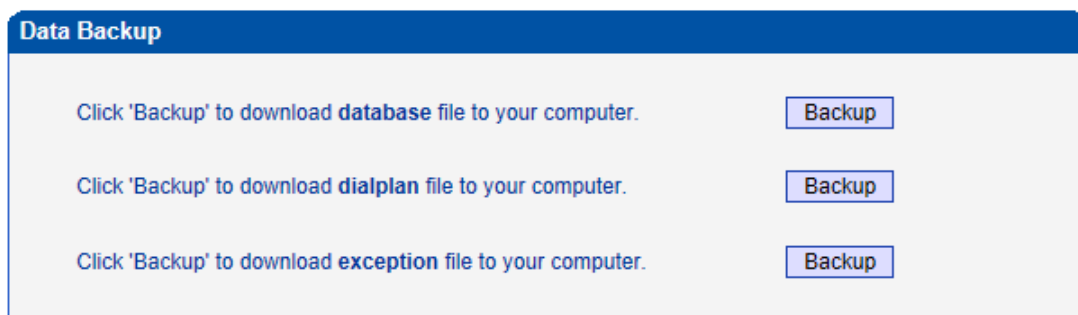 Data Backup
Click 'Backup' to download database file to your computer. Backup
Click 'Backup' to download dialplan file to your computer. Backup
Click 'Backup' to download exception file to your computer. Backup